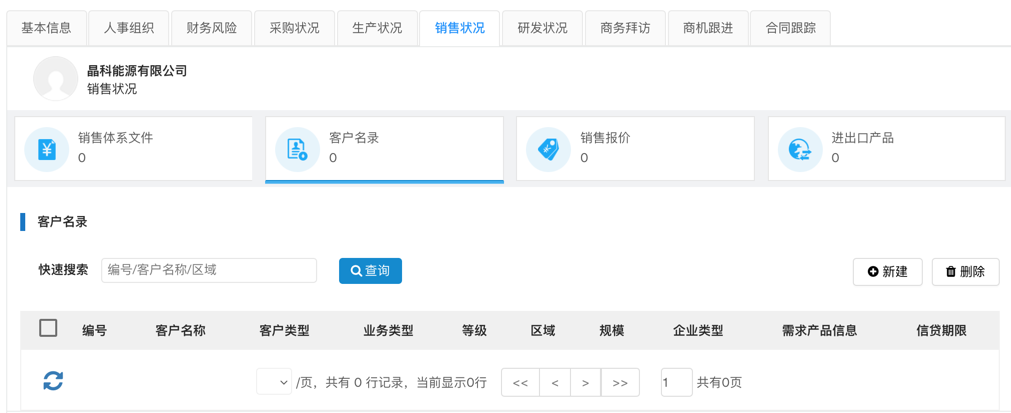 基本信息 人事组织 财务风险 采购状况 生产状况 销售状况 研发状况 商务拜访 商机跟进 合同跟踪
晶科能源有限公司
销售状况
销售体系文件 客户名录 销售报价 进出口产品
0 0 0 0
客户名录
快速搜索 编号/客户名称/区域 查询 新建 删除
编号 客户名称 客户类型 业务类型 等级 区域 规模 企业类型 需求产品信息 信贷期限
/页，共有 0 行记录，当前显示0行 << < > >> 1 共有0页